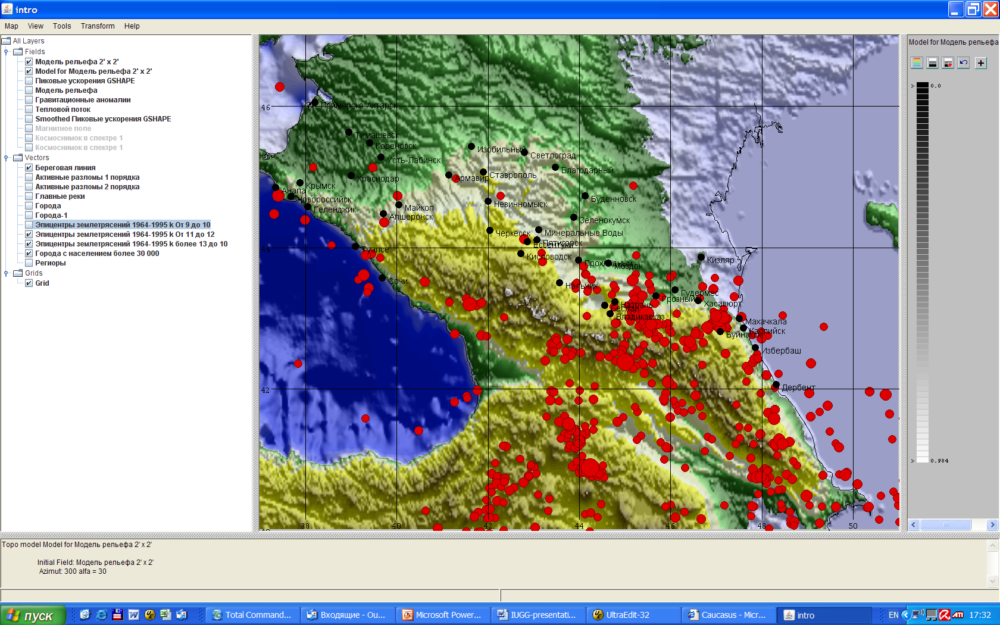 intro
Map View Tools Transform Help
All Layers
Fields
Модель рельефа 2' x 2'
Model for Модель рельефа 2' x 2'
Пиковые ускорения GSHAPE
Модель рельефа
Гравитационные аномалии
Тепловой поток
Smoothed Пиковые ускорения GSHAPE
Магнитное поле
Космоснимок в спектре 1
Космоснимок в спектре 1
Vectors
Береговая линия
Активные разломы 1 порядка
Активные разломы 2 порядка
Главные реки
Города
Города-1
Эпицентры землетрясений 1964-1995 k От 9 до 10
Эпицентры землетрясений 1964-1995 k От 11 до 12
Эпицентры землетрясений 1964-1995 k более 13 до 10
Города с населением более 30 000
Регионы
Grids
Grid
46
Приморско-Ахтарск
Тимашевск
Кореновск
Усть-Лабинск
Изобильный
Светлоград
Благодарный
Краснодар
Армавир
Ставрополь
Крымск
Анапа
Новороссийск
Геленджик
Майкоп
Апшеронск
Невинномысск
Буденновск
Зеленокумск
Черкесск
Минеральные Воды
Пятигорск
Ессентуки
44
Туапсе
Кисловодск
Прохладный
Моздок
Кизляр
Сочи
Нальчик
Гудермес
Грозный
Хасавюрт
Назрань
Беслан
Владикавказ
Махачкала
Каспийск
Буйнакск
Избербаш
42
Дербент
38 40 42 44 46 48 50
Model for Модель рельефа
0.0
0.984
Topo model Model for Модель рельефа 2' x 2'
Initial Field: Модель рельефа 2' x 2'
Azimut: 300 alfa = 30
пуск
Total Command...
Входящие - Ou...
Microsoft Power...
IUGG-presentati...
UltraEdit-32
Caucasus - Micr...
intro
EN
17:32